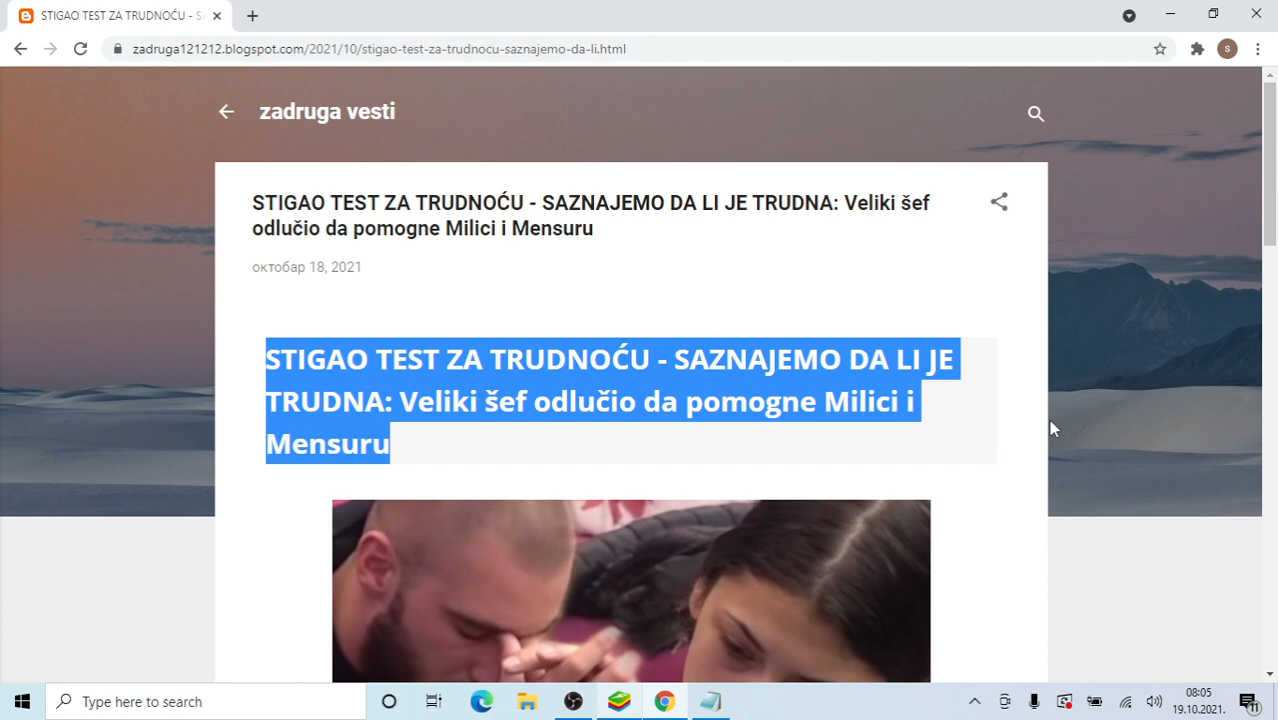 STIGAO TEST ZA TRUDNOĆU - S
zadruga121212.blogspot.com/2021/10/stigao-test-za-trudnocu-saznajemo-da-li.html
S
zadruga vesti
STIGAO TEST ZA TRUDNOĆU - SAZNAJEMO DA LI JE TRUDNA: Veliki šef
odlučio da pomogne Milici i Mensuru
октобар 18, 2021
STIGAO TEST ZA TRUDNOĆU - SAZNAJEMO DA LI JE
TRUDNA: Veliki šef odlučio da pomogne Milici i
Mensuru
Type here to search
08:05
19.10.2021.
11